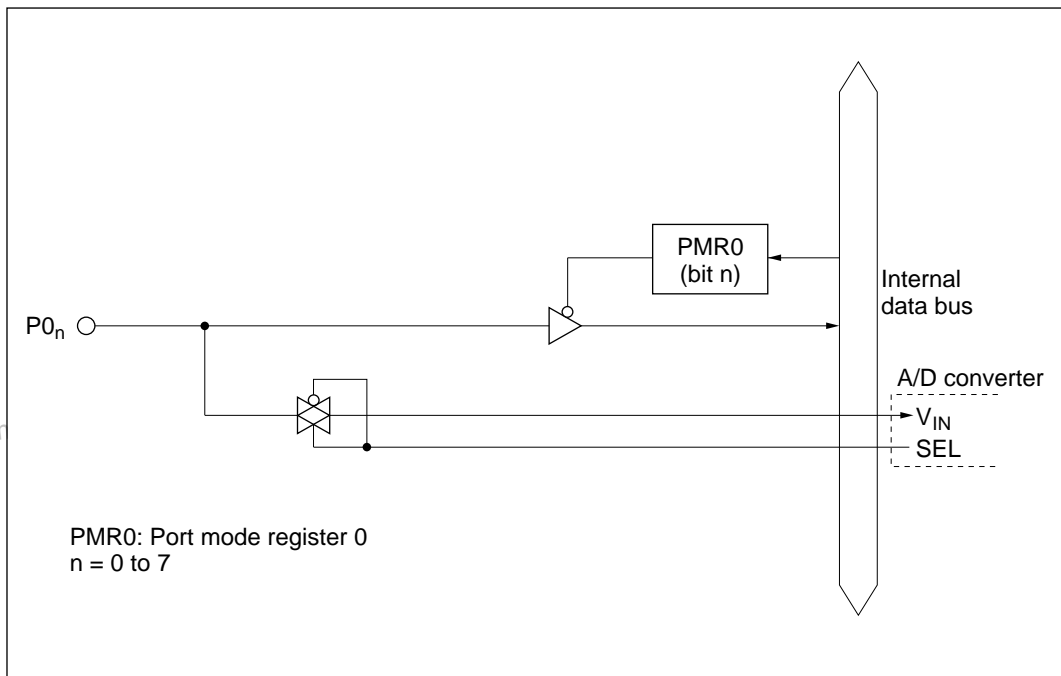 PMR0
(bit n)
Internal
data bus
P0n
A/D converter
VIN
SEL
PMR0: Port mode register 0
n = 0 to 7